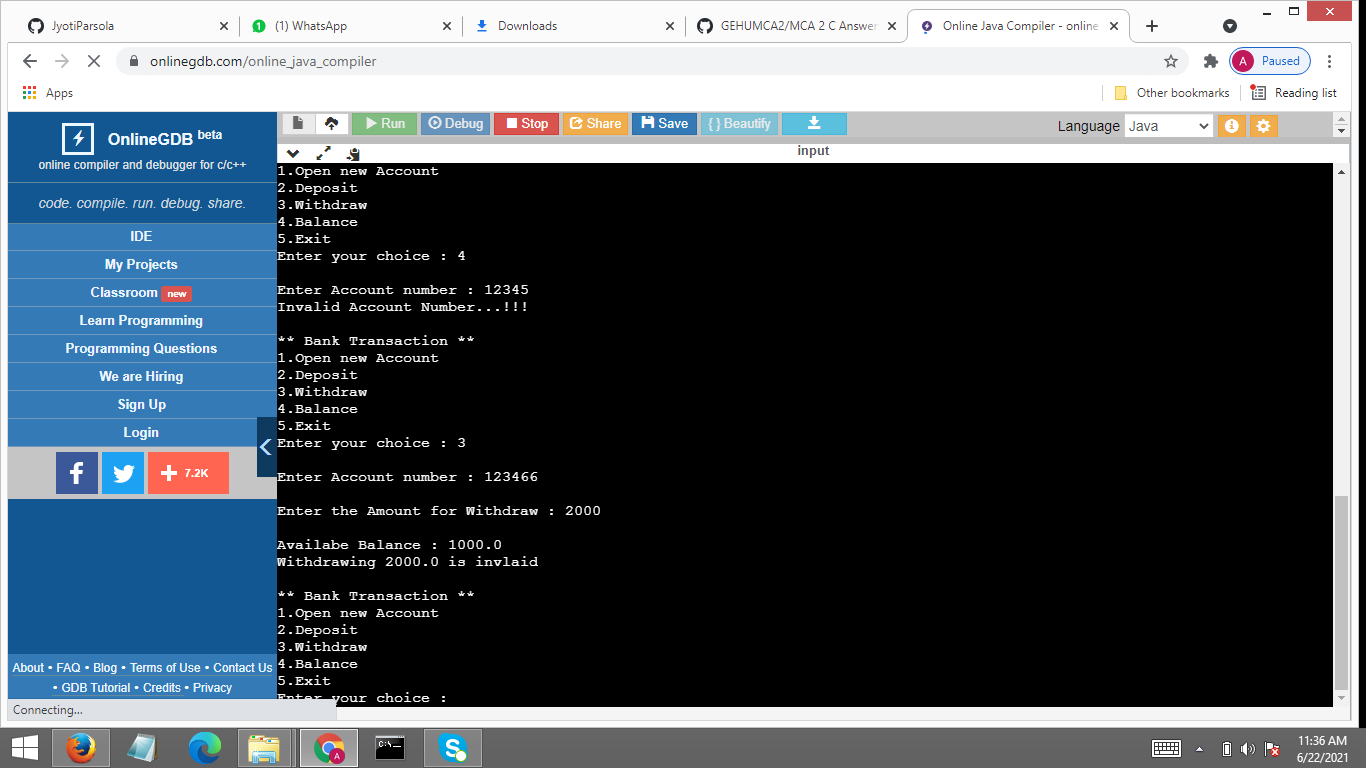 JyotiParsola
(1) WhatsApp
Downloads
GEHUMCA2/MCA 2 C Answer
Online Java Compiler - online
onlinegdb.com/online_java_compiler
A Paused
Apps
Other bookmarks
Reading list
OnlineGDB beta
online compiler and debugger for c/c++
code. compile. run. debug. share.
IDE
My Projects
Classroom new
Learn Programming
Programming Questions
We are Hiring
Sign Up
Login
7.2K
About • FAQ • Blog • Terms of Use • Contact Us
• GDB Tutorial • Credits • Privacy
Connecting...
Run
Debug
Stop
Share
Save
{ } Beautify
Language Java
input
1.Open new Account
2.Deposit
3.Withdraw
4.Balance
5.Exit
Enter your choice : 4
Enter Account number : 12345
Invalid Account Number...!!!
** Bank Transaction **
1.Open new Account
2.Deposit
3.Withdraw
4.Balance
5.Exit
Enter your choice : 3
Enter Account number : 123466
Enter the Amount for Withdraw : 2000
Availabe Balance : 1000.0
Withdrawing 2000.0 is invlaid
** Bank Transaction **
1.Open new Account
2.Deposit
3.Withdraw
4.Balance
5.Exit
Enter your choice :
11:36 AM
6/22/2021